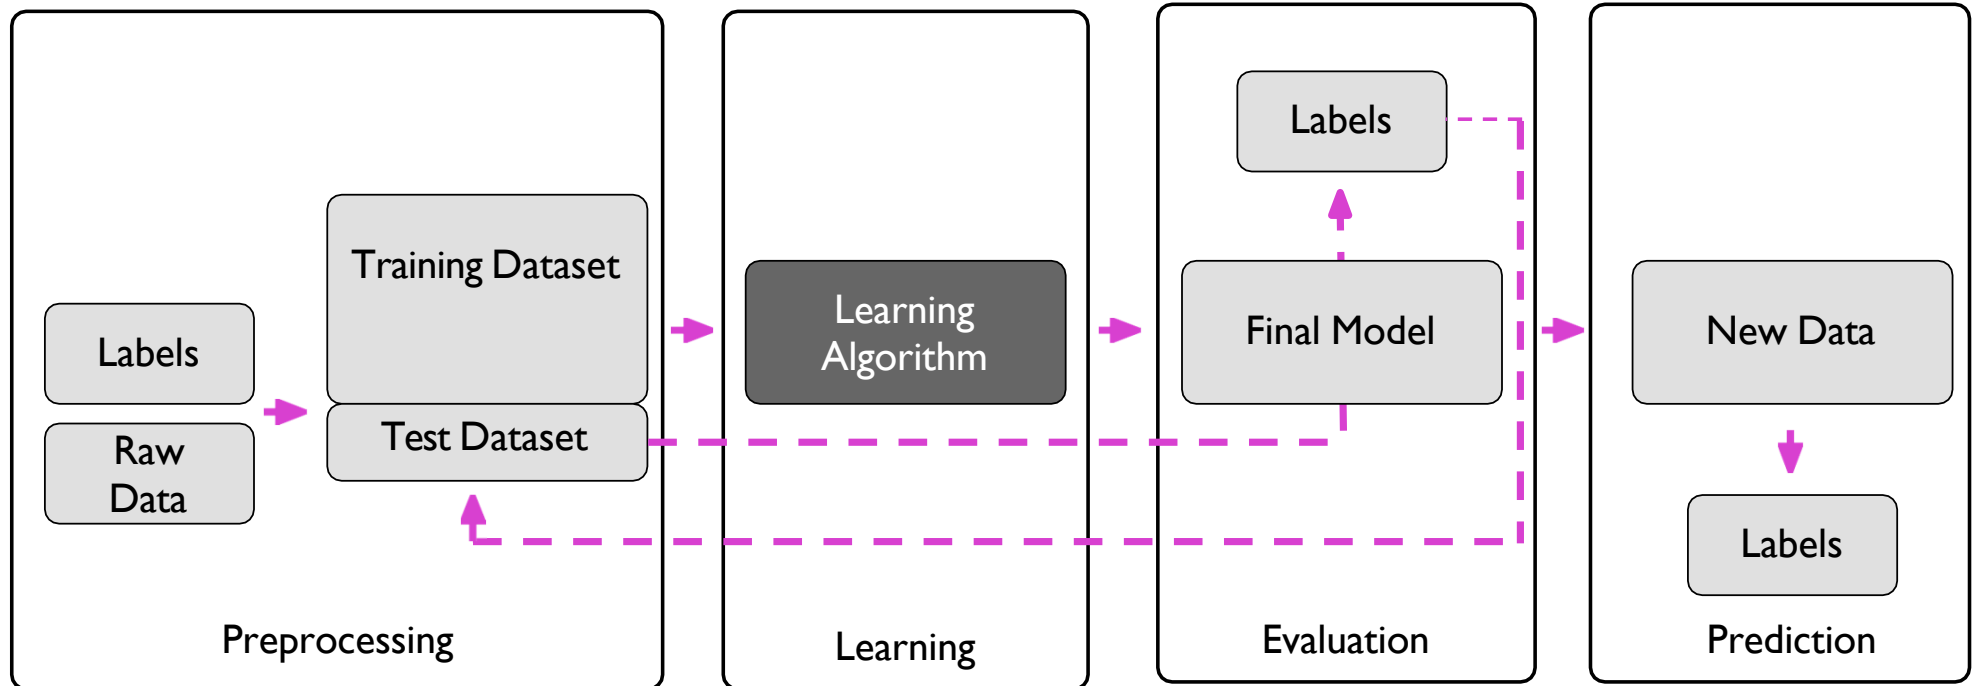 Labels
Raw
Data
Training Dataset
Test Dataset
Preprocessing
Learning
Algorithm
Learning
Labels
Final Model
Evaluation
New Data
Labels
Prediction